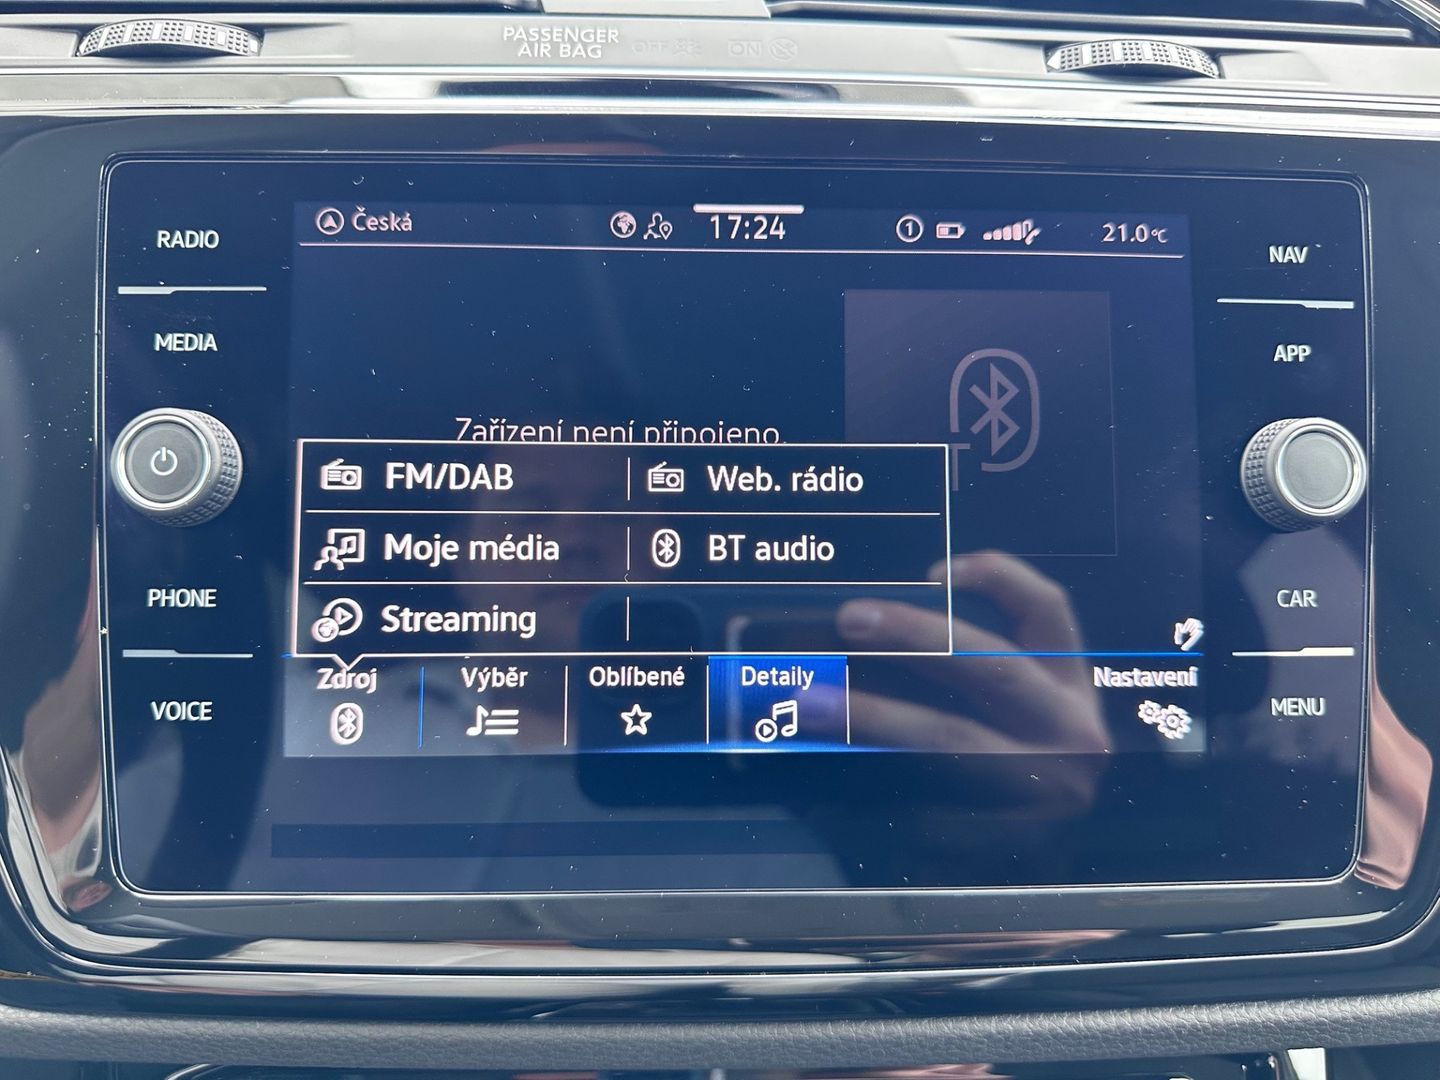 PASSENGER
AIR BAG OFF ON
RADIO
MEDIA
PHONE
VOICE
Česká 17:24 1 21.0°C
Zařízení není připojeno.
FM/DAB Web. rádio
Moje média BT audio
Streaming
Zdroj Výběr Oblíbené Detaily Nastavení
NAV
APP
CAR
MENU